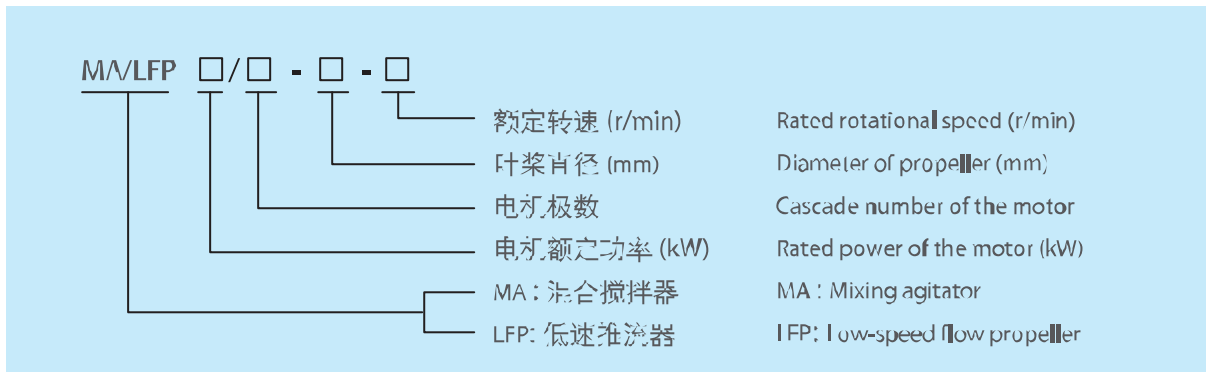 MA/LFP □/□ - □ - □
额定转速 (r/min) Rated rotational speed (r/min)
叶桨直径 (mm) Diameter of propeller (mm)
电机极数 Cascade number of the motor
电机额定功率 (kW) Rated power of the motor (kW)
MA : 混合搅拌器 MA : Mixing agitator
LFP: 低速推流器 LFP: Low-speed flow propeller